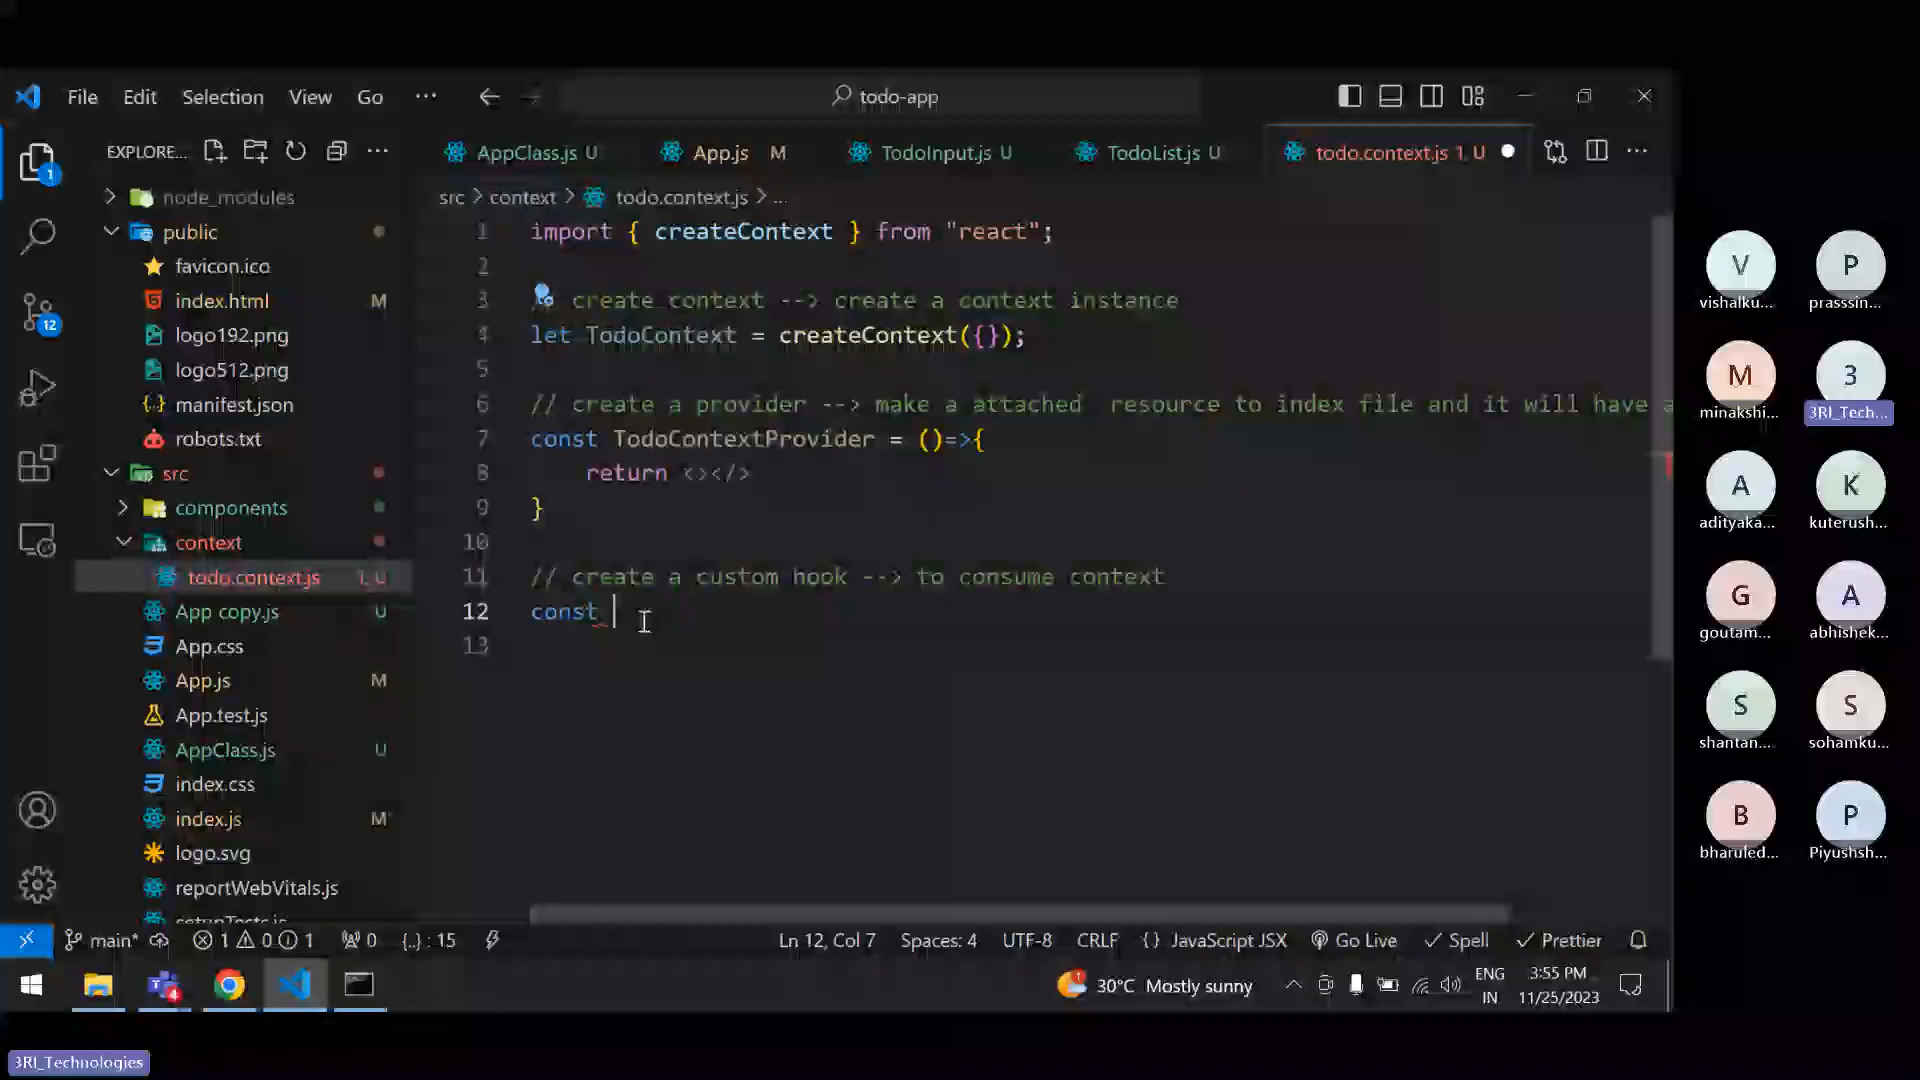 File Edit Selection View Go ··· todo-app
EXPLORE... AppClass.js U App.js M TodoInput.js U TodoList.js U todo.context.js 1, U
src > context > todo.context.js > ...
node_modules
public
favicon.ico
index.html M
logo192.png
logo512.png
manifest.json
robots.txt
src
components
context
todo.context.js 1, U
App copy.js U
App.css
App.js M
App.test.js
AppClass.js U
index.css
index.js M
logo.svg
reportWebVitals.js
setupTests.js
1 import { createContext } from "react";
2
3 create context --> create a context instance
4 let TodoContext = createContext({});
5
6 // create a provider --> make a attached resource to index file and it will have a
7 const TodoContextProvider = ()=>{
8 return <></>
9 }
10
11 // create a custom hook --> to consume context
12 const
13
1
12
main* 1 0 1 0 {..} : 15 Ln 12, Col 7 Spaces: 4 UTF-8 CRLF {} JavaScript JSX Go Live Spell Prettier
4 1 30°C Mostly sunny ENG IN 3:55 PM 11/25/2023
V P
vishalku... prasssin...
M 3
minakshi... 3RI_Tech...
A K
adityaka... kuterush...
G A
goutam... abhishek...
S S
shantan... sohamku...
B P
bharuled... Piyushsh...
3RI_Technologies